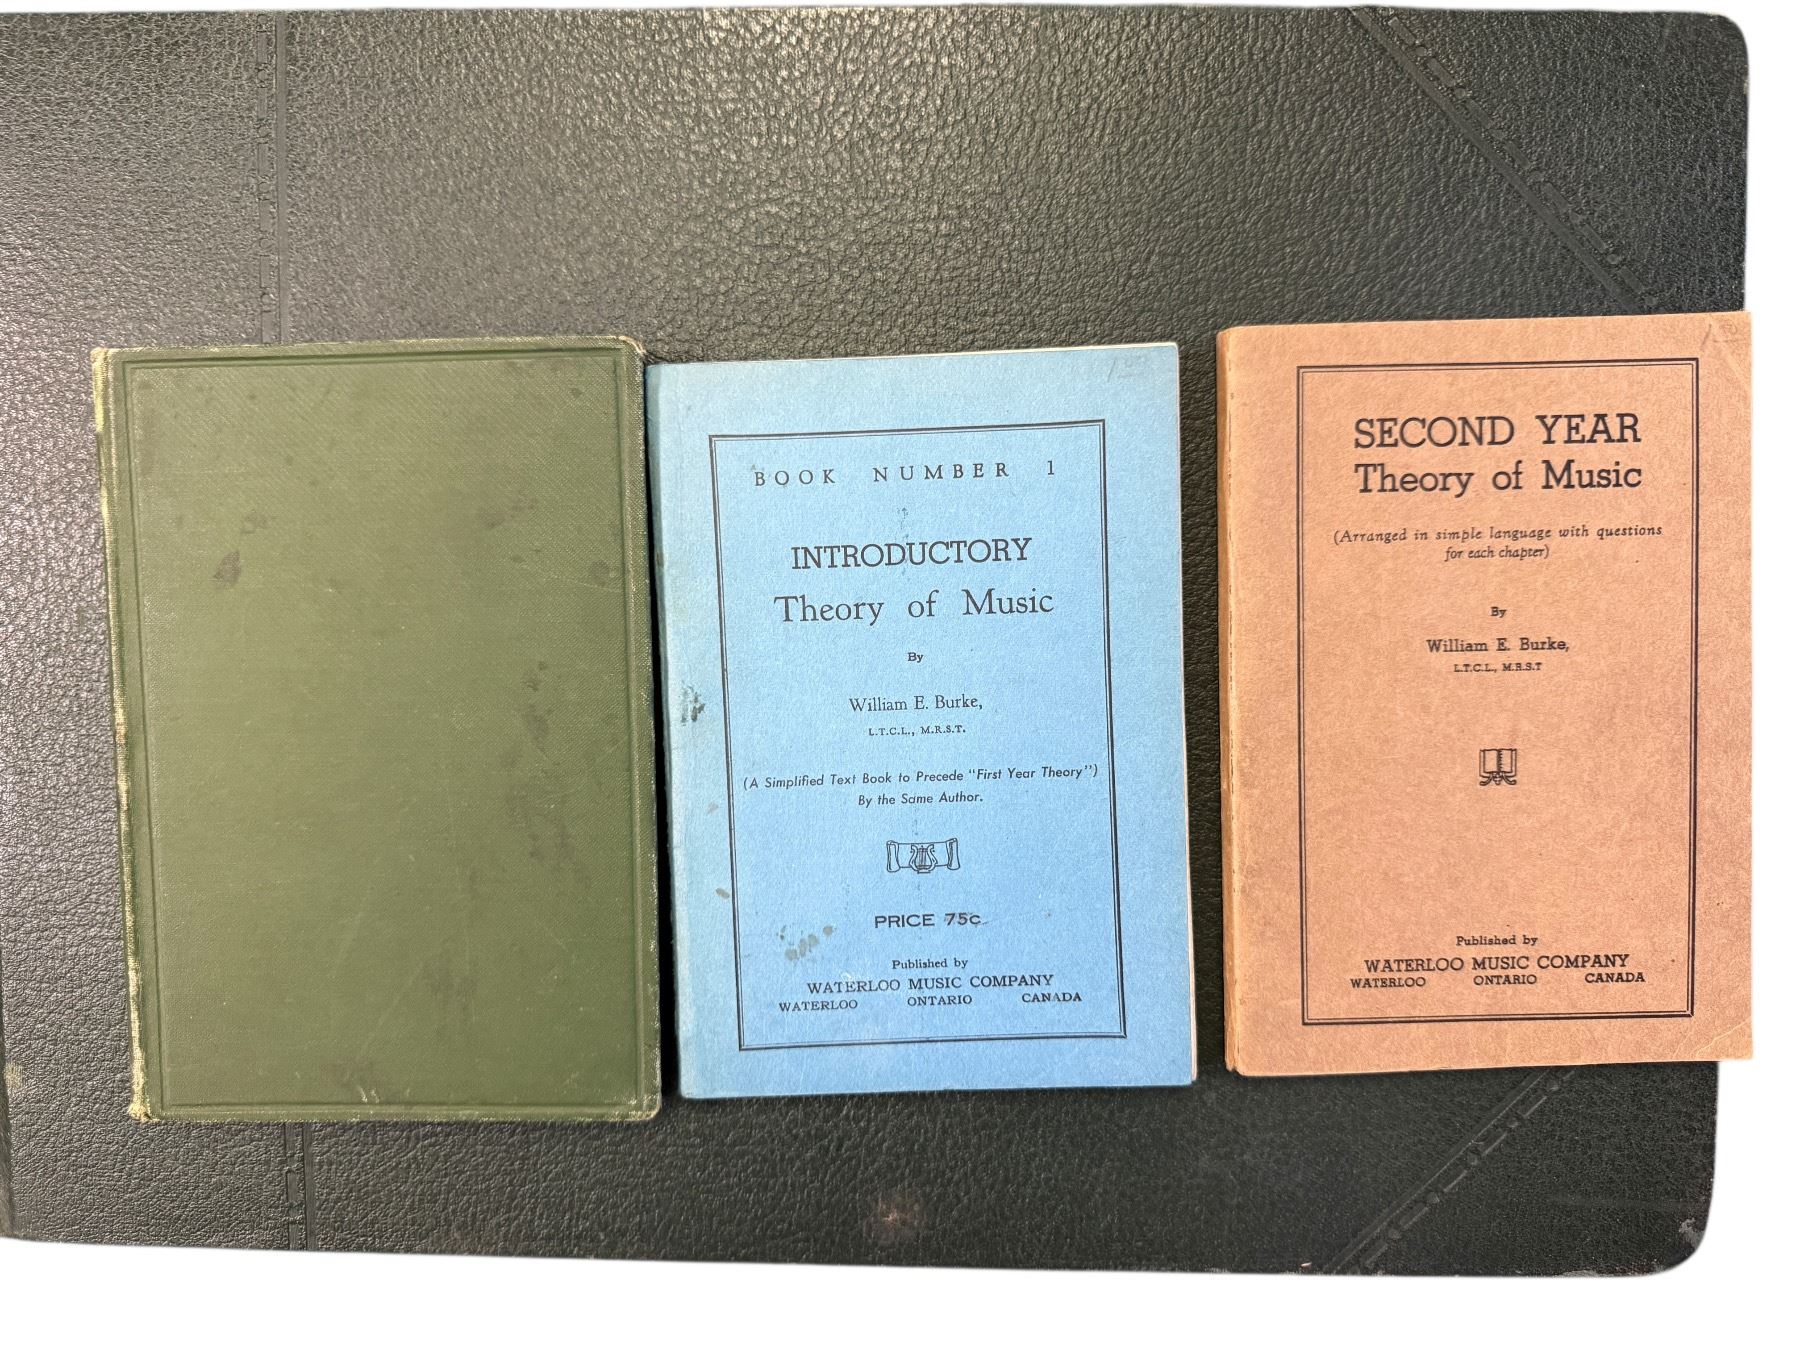 BOOK NUMBER 1
INTRODUCTORY
Theory of Music
By
William E. Burke,
L.T.C.L., M.R.S.T.
(A Simplified Text Book to Precede "First Year Theory")
By the Same Author.
PRICE 75c
Published by
WATERLOO MUSIC COMPANY
WATERLOO ONTARIO CANADA
SECOND YEAR
Theory of Music
(Arranged in simple language with questions
for each chapter)
By
William E. Burke,
L.T.C.L., M.R.S.T
Published by
WATERLOO MUSIC COMPANY
WATERLOO ONTARIO CANADA